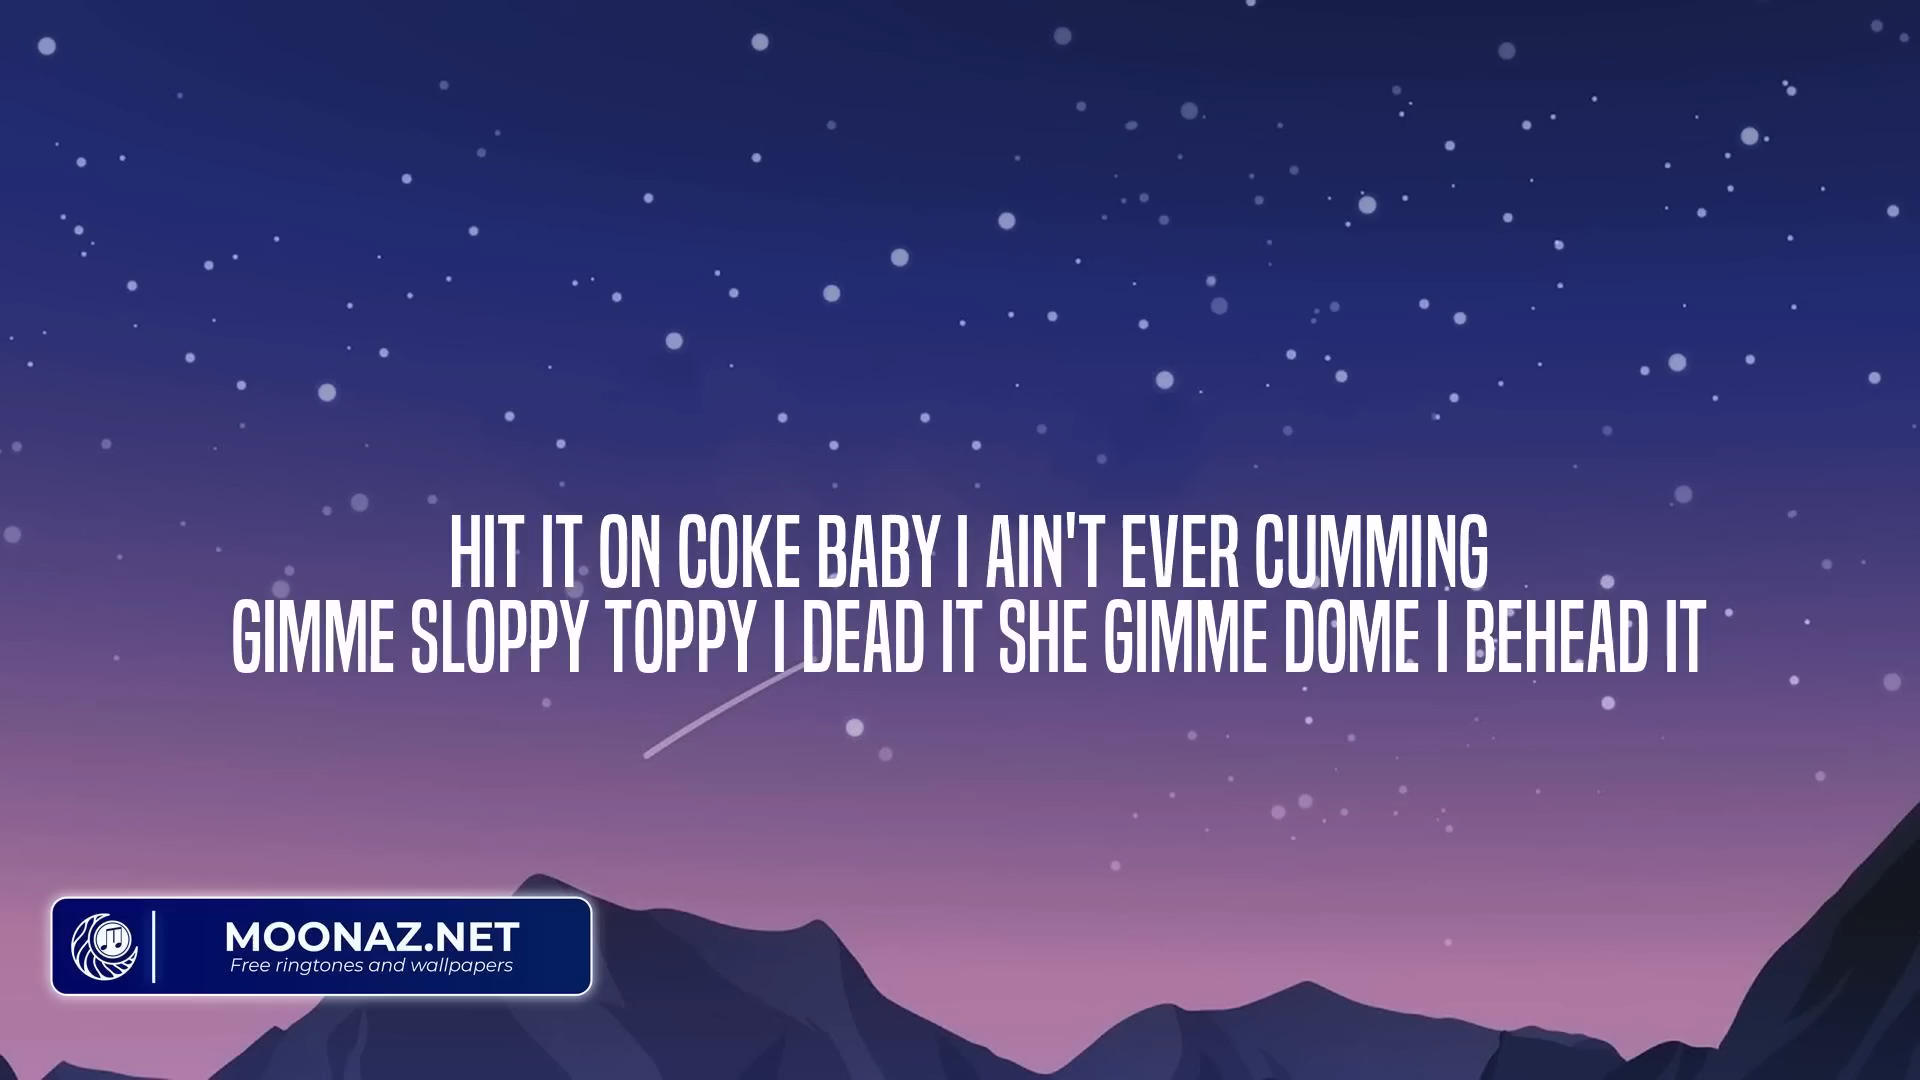 HIT IT ON COKE BABY I AIN'T EVER CUMMING
GIMME SLOPPY TOPPY I DEAD IT SHE GIMME DOME I BEHEAD IT
MOONAZ.NET
Free ringtones and wallpapers